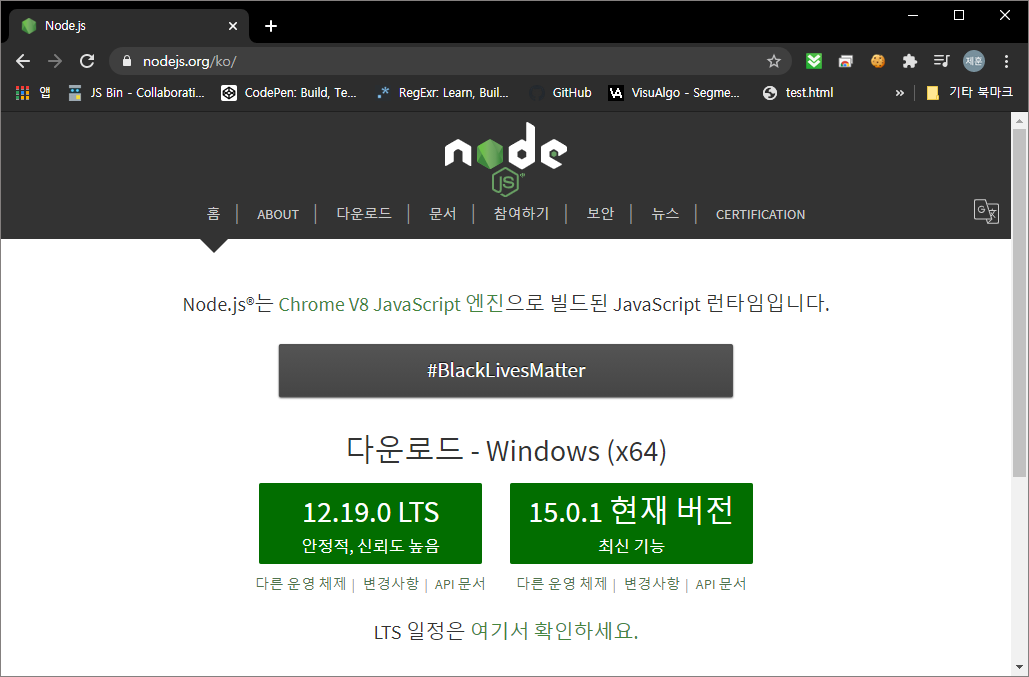 Node.js
nodejs.org/ko/
제훈
앱 JS Bin - Collaborati... CodePen: Build, Te... RegExr: Learn, Buil... GitHub VisuAlgo - Segme... test.html » 기타 북마크
node
JS
홈 | ABOUT | 다운로드 | 문서 | 참여하기 | 보안 | 뉴스 | CERTIFICATION
Node.js®는 Chrome V8 JavaScript 엔진으로 빌드된 JavaScript 런타임입니다.
#BlackLivesMatter
다운로드 - Windows (x64)
12.19.0 LTS
안정적, 신뢰도 높음
15.0.1 현재 버전
최신 기능
다른 운영 체제 | 변경사항 | API 문서
다른 운영 체제 | 변경사항 | API 문서
LTS 일정은 여기서 확인하세요.